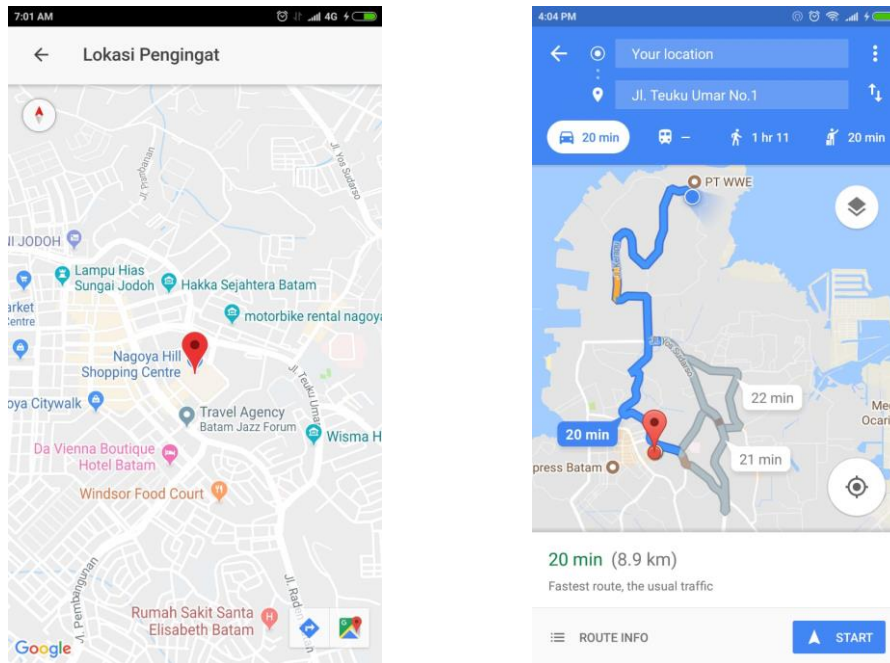 7:01 AM
4G
Lokasi Pengingat
Jl. Yos Sudarso
JODOH
Lampu Hias
Sungai Jodoh
Hakka Sejahtera Batam
arket
Centre
motorbike rental nagoya
Nagoya Hill
Shopping Centre
Jl. Teuku Umar
oya Citywalk
Travel Agency
Batam Jazz Forum
Wisma H
Da Vienna Boutique
Hotel Batam
Windsor Food Court
Jl. Pembangunan
Jl. Raden
Rumah Sakit Santa
Elisabeth Batam
Google
4:04 PM
Your location
Jl. Teuku Umar No.1
20 min
–
1 hr 11
20 min
PT WWE
Jl. Yos Sudarso
22 min
Me
Ocari
20 min
21 min
press Batam
20 min (8.9 km)
Fastest route, the usual traffic
ROUTE INFO
START